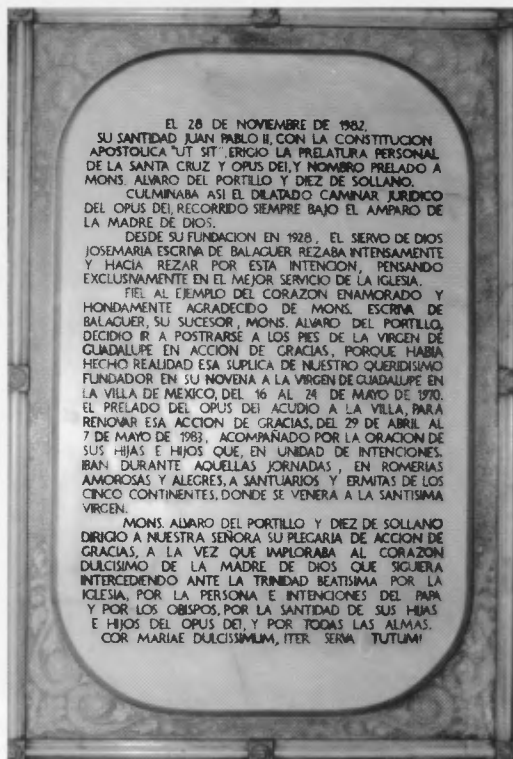 EL 28 DE NOVIEMBRE DE 1982,
SU SANTIDAD JUAN PABLO II, CON LA CONSTITUCION
APOSTOLICA "UT SIT", ERIGIO LA PRELATURA PERSONAL
DE LA SANTA CRUZ Y OPUS DEI, Y NOMBRO PRELADO A
MONS. ALVARO DEL PORTILLO Y DIEZ DE SOLLANO.
CULMINABA ASI EL DILATADO CAMINAR JURIDICO
DEL OPUS DEI, RECORRIDO SIEMPRE BAJO EL AMPARO DE
LA MADRE DE DIOS.
DESDE SU FUNDACION EN 1928, EL SIERVO DE DIOS
JOSEMARIA ESCRIVA DE BALAGUER REZABA INTENSAMENTE
Y HACIA REZAR POR ESTA INTENCION, PENSANDO
EXCLUSIVAMENTE EN EL MEJOR SERVICIO DE LA IGLESIA.
FIEL AL EJEMPLO DEL CORAZON ENAMORADO Y
HONDAMENTE AGRADECIDO DE MONS. ESCRIVA DE
BALAGUER, SU SUCESOR, MONS. ALVARO DEL PORTILLO,
DECIDIO IR A POSTRARSE A LOS PIES DE LA VIRGEN DE
GUADALUPE EN ACCION DE GRACIAS, PORQUE HABIA
HECHO REALIDAD ESA SUPLICA DE NUESTRO QUERIDISIMO
FUNDADOR EN SU NOVENA A LA VIRGEN DE GUADALUPE EN
LA VILLA DE MEXICO, DEL 16 AL 24 DE MAYO DE 1970.
EL PRELADO DEL OPUS DEI ACUDIO A LA VILLA, PARA
RENOVAR ESA ACCION DE GRACIAS, DEL 29 DE ABRIL AL
7 DE MAYO DE 1983, ACOMPAÑADO POR LA ORACION DE
SUS HIJAS E HIJOS QUE, EN UNIDAD DE INTENCIONES,
IBAN DURANTE AQUELLAS JORNADAS, EN ROMERIAS
AMOROSAS Y ALEGRES, A SANTUARIOS Y ERMITAS DE LOS
CINCO CONTINENTES, DONDE SE VENERA A LA SANTISIMA
VIRGEN.
MONS. ALVARO DEL PORTILLO Y DIEZ DE SOLLANO
DIRIGIO A NUESTRA SEÑORA SU PLEGARIA DE ACCION DE
GRACIAS, A LA VEZ QUE IMPLORABA AL CORAZON
DULCISIMO DE LA MADRE DE DIOS QUE SIGUIERA
INTERCEDIENDO ANTE LA TRINIDAD BEATISIMA POR LA
IGLESIA, POR LA PERSONA E INTENCIONES DEL PAPA
Y POR LOS OBISPOS, POR LA SANTIDAD DE SUS HIJAS
E HIJOS DEL OPUS DEI, Y POR TODAS LAS ALMAS.
COR MARIAE DULCISSIMUM, ITER SERVA TUTUM!